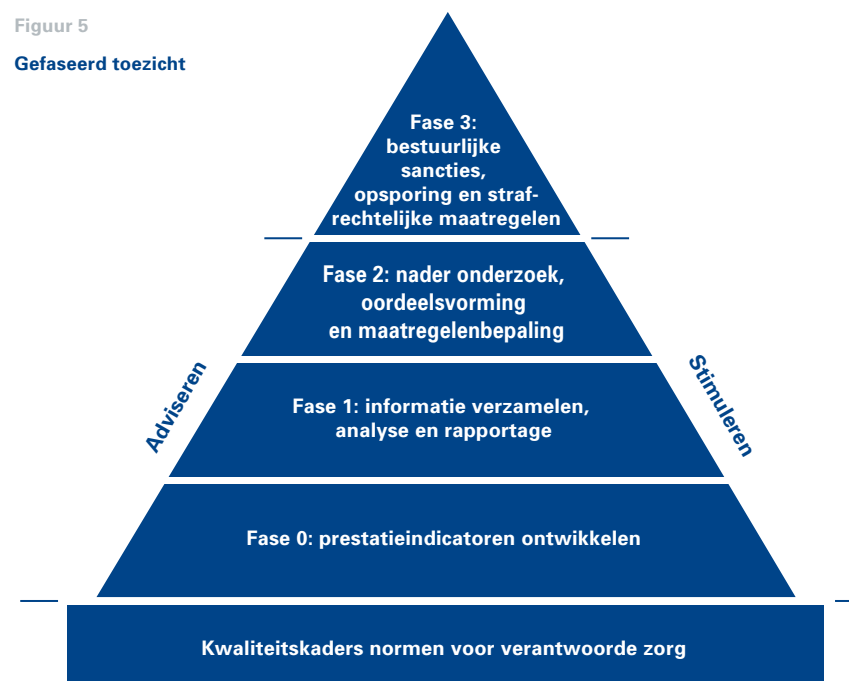 Figuur 5
Gefaseerd toezicht
Fase 3:
bestuurlijke
sancties,
opsporing en straf-
rechtelijke maatregelen
Fase 2: nader onderzoek,
oordeelsvorming
en maatregelenbepaling
Adviseren
Stimuleren
Fase 1: informatie verzamelen,
analyse en rapportage
Fase 0: prestatieindicatoren ontwikkelen
Kwaliteitskaders normen voor verantwoorde zorg